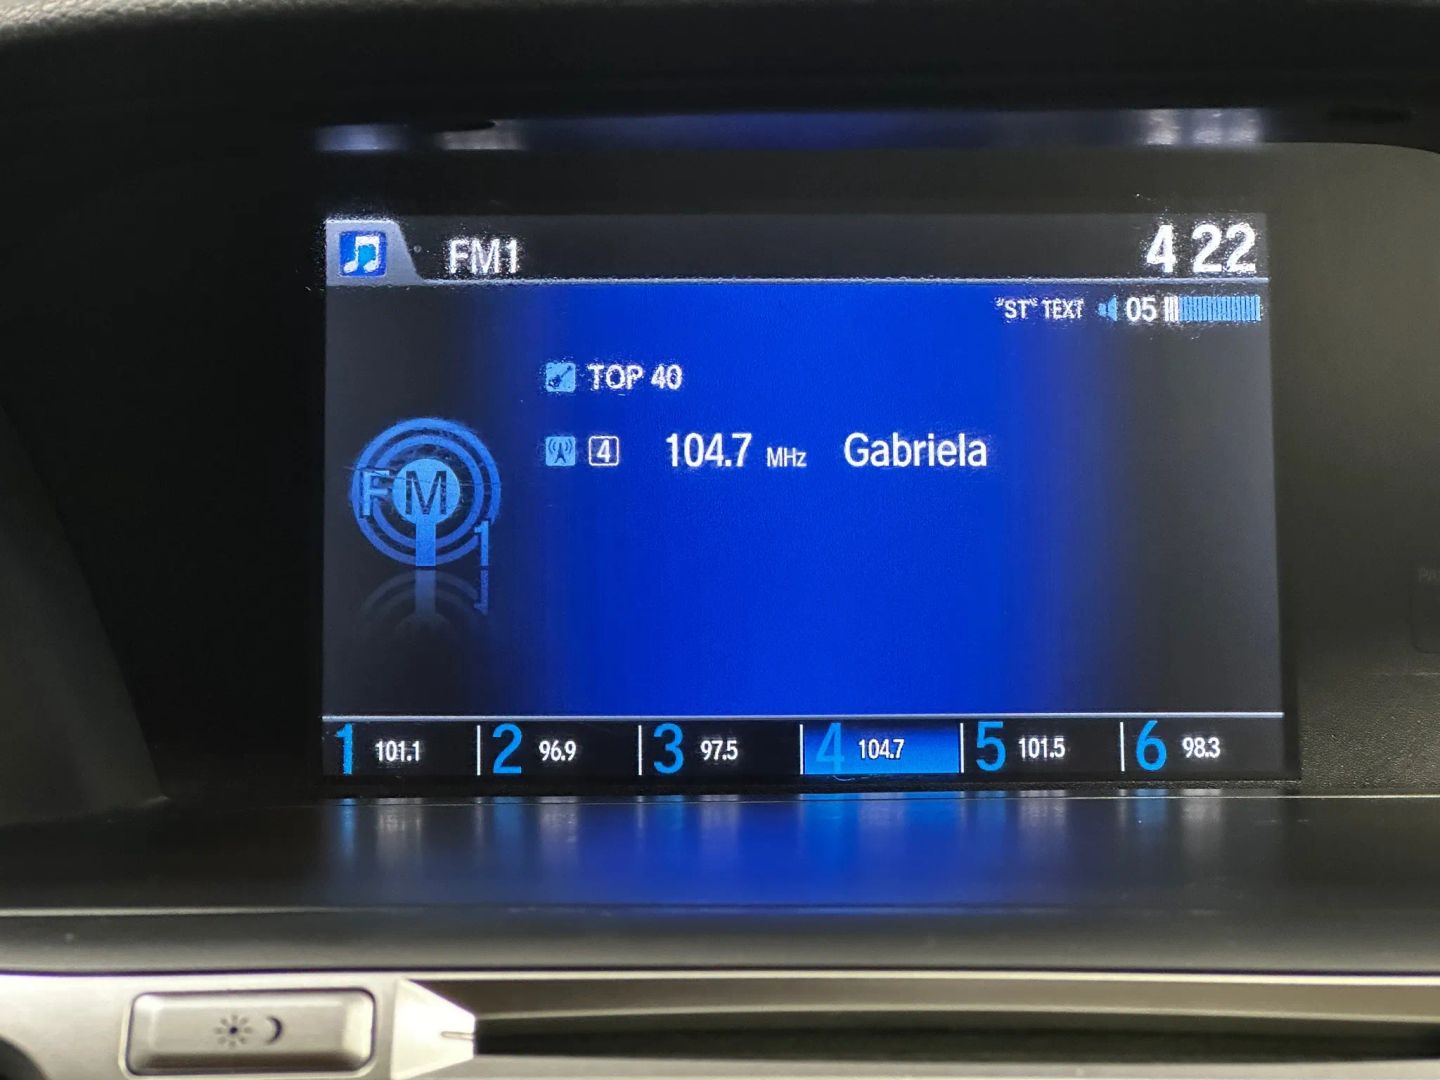 FM1
4 22
"ST" TEXT 05
TOP 40
4 104.7 MHz Gabriela
FM
1
1 101.1 2 96.9 3 97.5 4 104.7 5 101.5 6 98.3